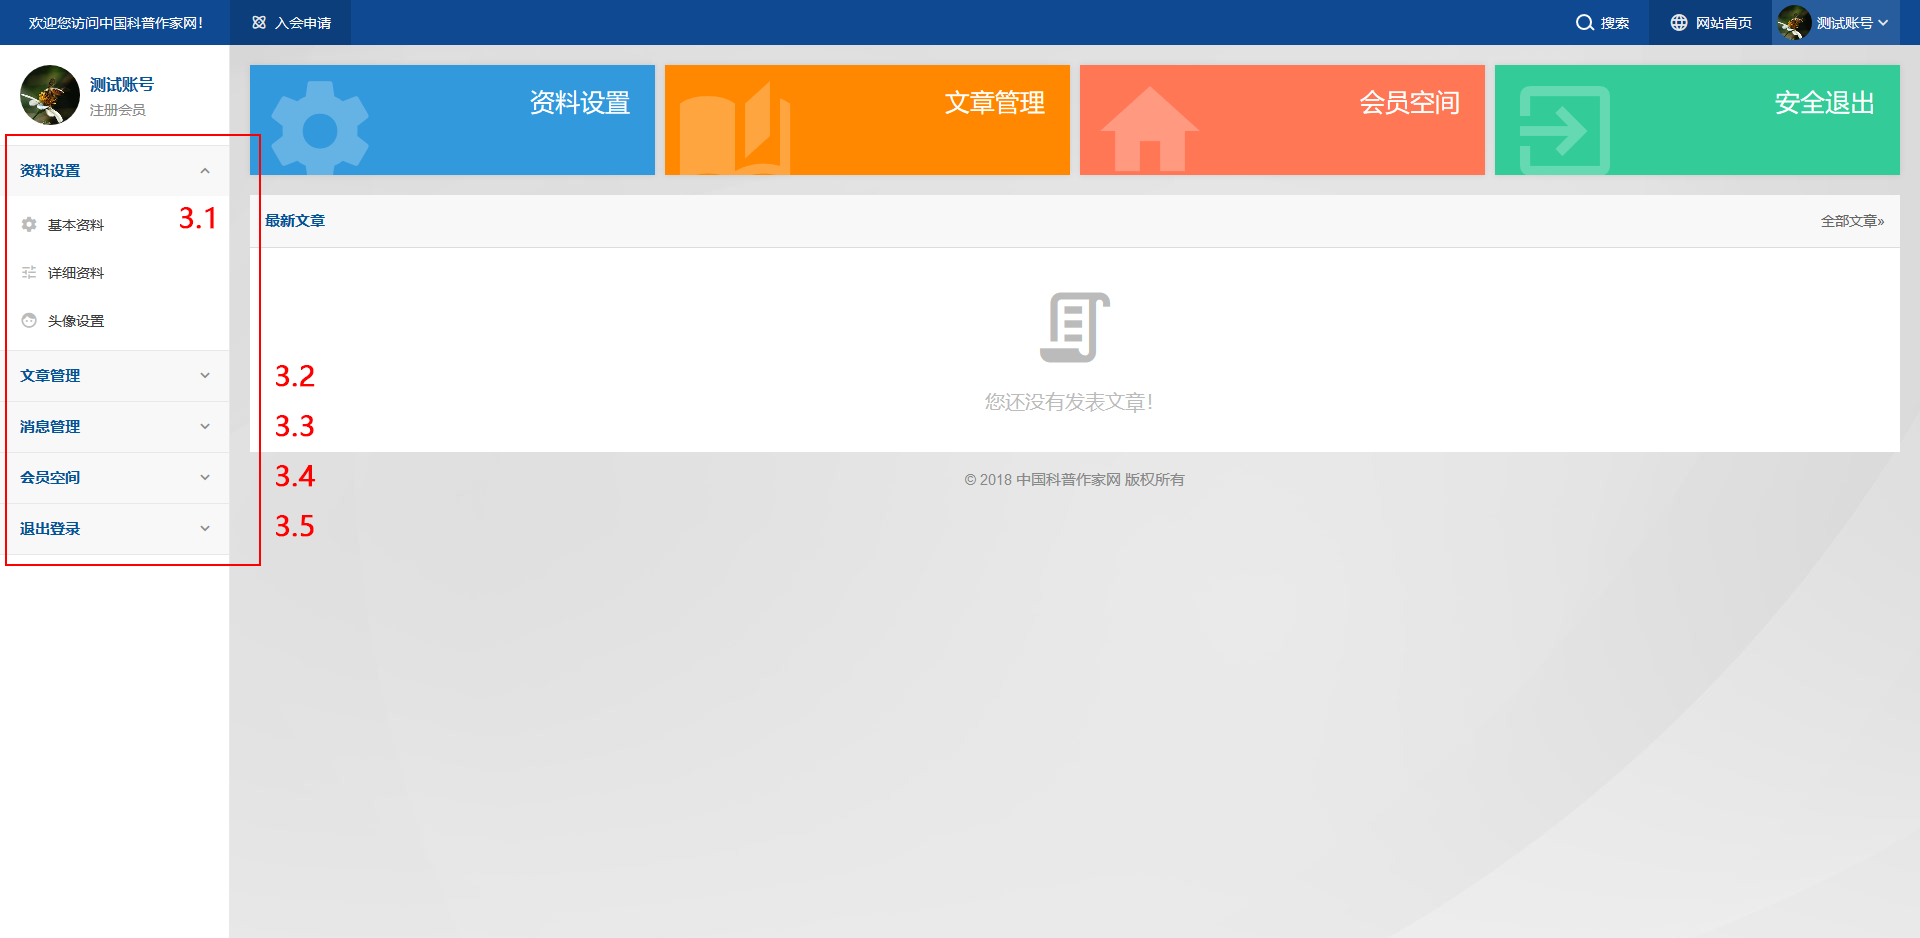 欢迎您访问中国科普作家网！
入会申请
搜索
网站首页
测试账号
测试账号
注册会员
资料设置
基本资料
3.1
详细资料
头像设置
文章管理
3.2
消息管理
3.3
会员空间
3.4
退出登录
3.5
资料设置
文章管理
会员空间
安全退出
最新文章
全部文章»
您还没有发表文章！
© 2018 中国科普作家网 版权所有